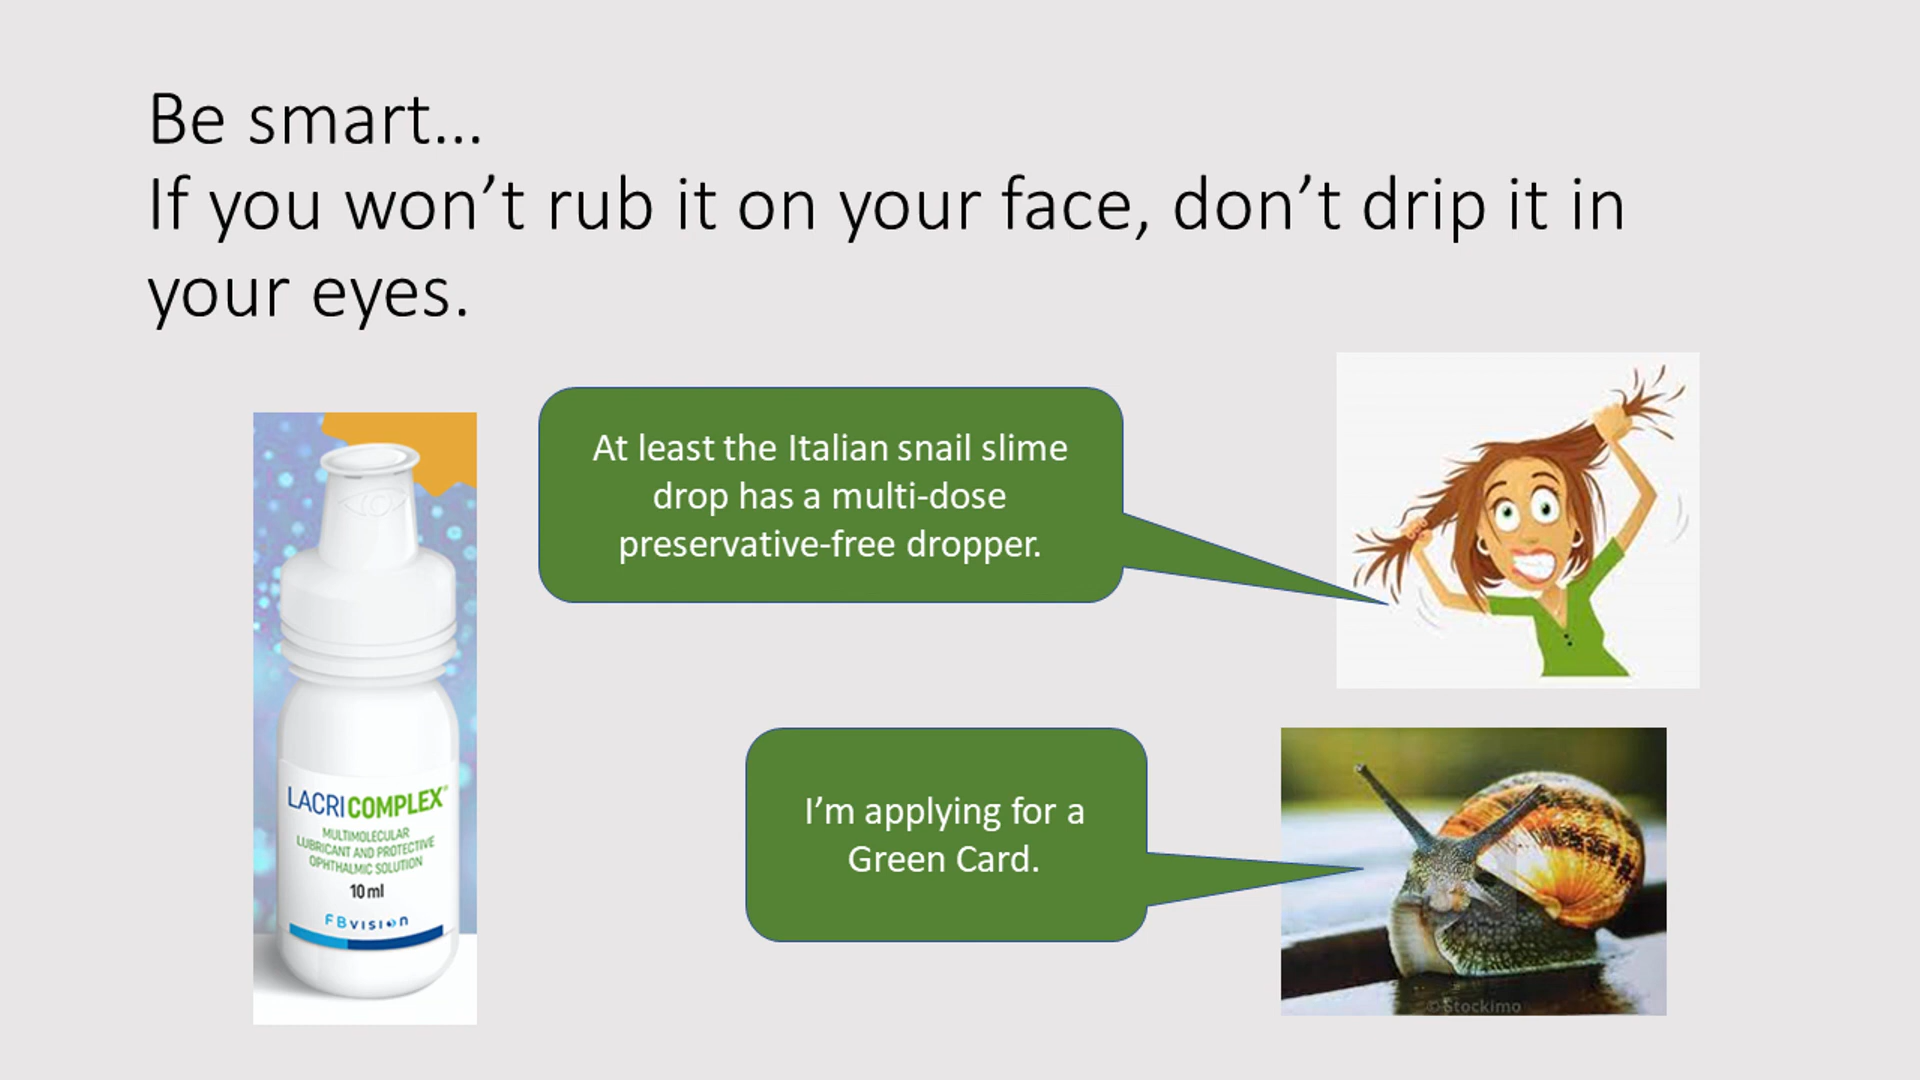 Be smart...
If you won’t rub it on your face, don’t drip it in
your eyes.
At least the Italian snail slime
drop has a multi-dose
preservative-free dropper.
LACRICOMPLEX
MULTIMOLECULAR
LUBRICANT AND PROTECTIVE
OPHTHALMIC SOLUTION
10 ml
FBVISION
I’m applying for a
Green Card.
©Stockimo